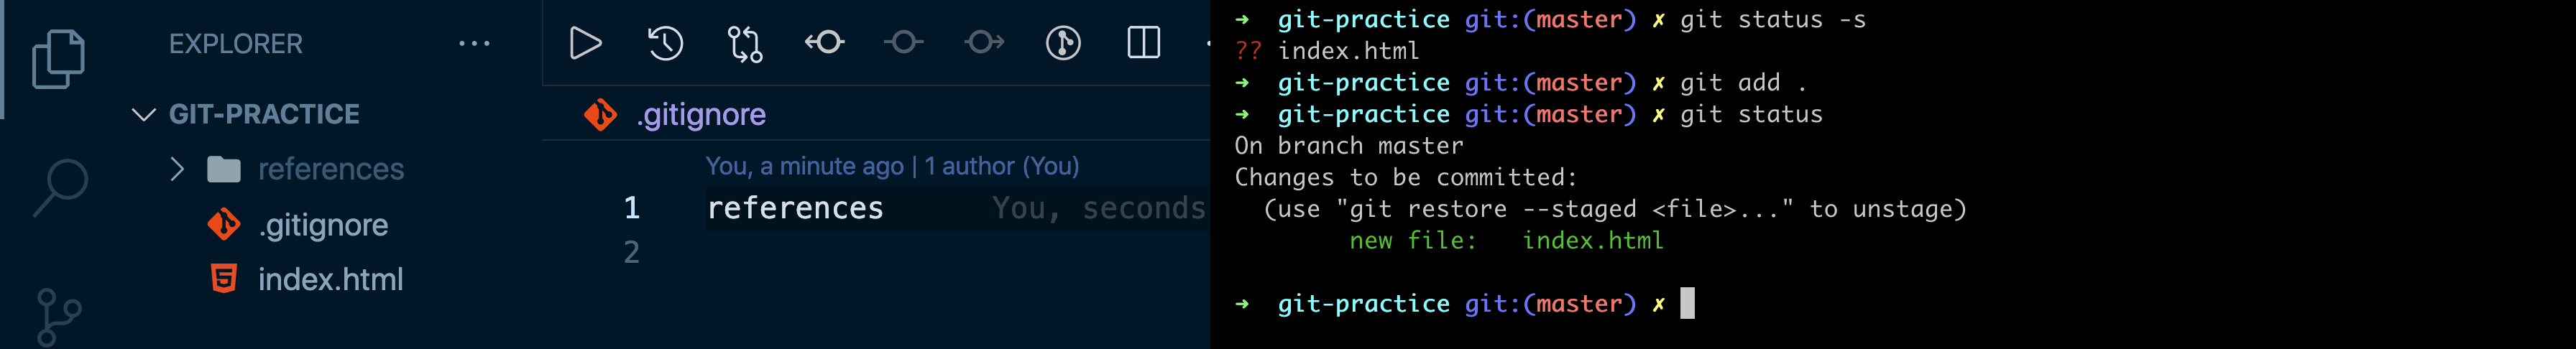 EXPLORER
GIT-PRACTICE
references
.gitignore
index.html
.gitignore
You, a minute ago | 1 author (You)
1 references You, seconds
2
➜ git-practice git:(master) ✗ git status -s
?? index.html
➜ git-practice git:(master) ✗ git add .
➜ git-practice git:(master) ✗ git status
On branch master
Changes to be committed:
(use "git restore --staged <file>..." to unstage)
new file: index.html
➜ git-practice git:(master) ✗